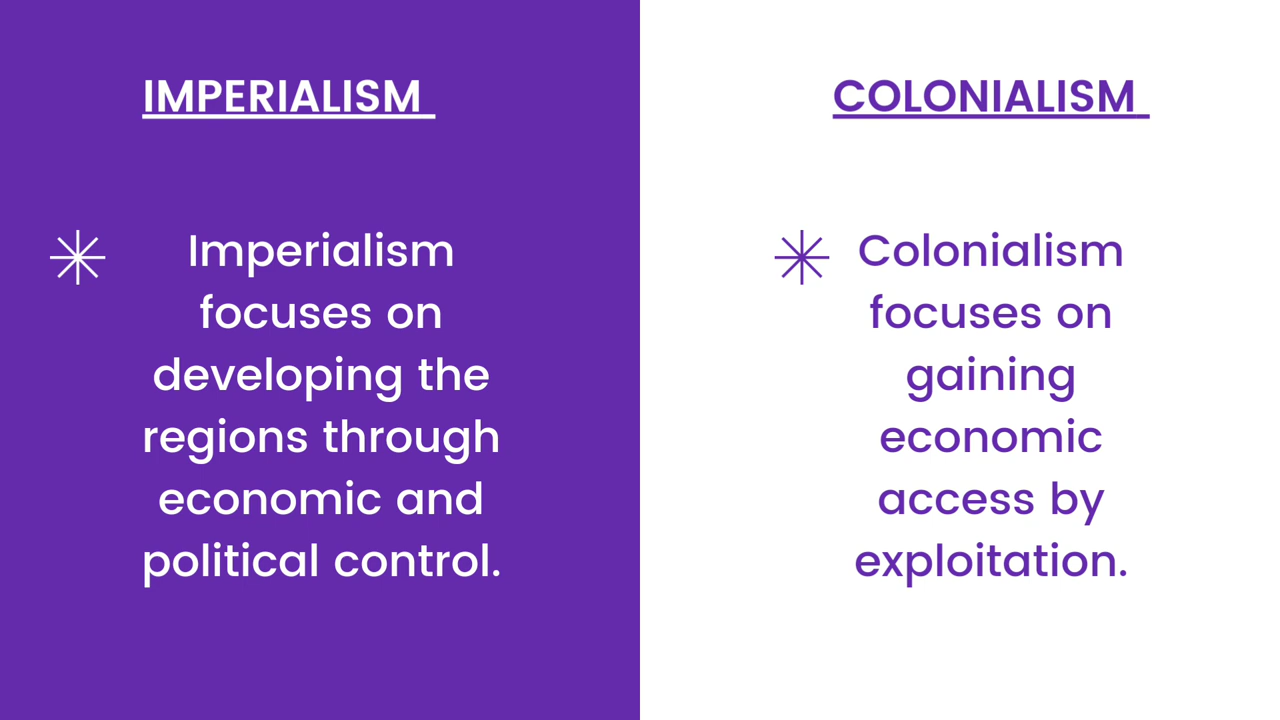 IMPERIALISM
Imperialism
focuses on
developing the
regions through
economic and
political control.
COLONIALISM
Colonialism
focuses on
gaining
economic
access by
exploitation.